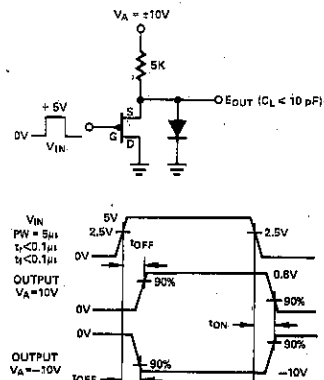 VA = ±10V
5K
S
EOUT (CL < 10 pF)
+5V
0V
VIN
G
D
VIN
PW = 5µs
tr<0.1µs
tf<0.1µs
5V
2.5V
2.5V
0V
tOFF
OUTPUT
VA=10V
0.8V
90%
90%
0V
tON
0V
90%
OUTPUT
VA=-10V
90%
-10V
tOFF